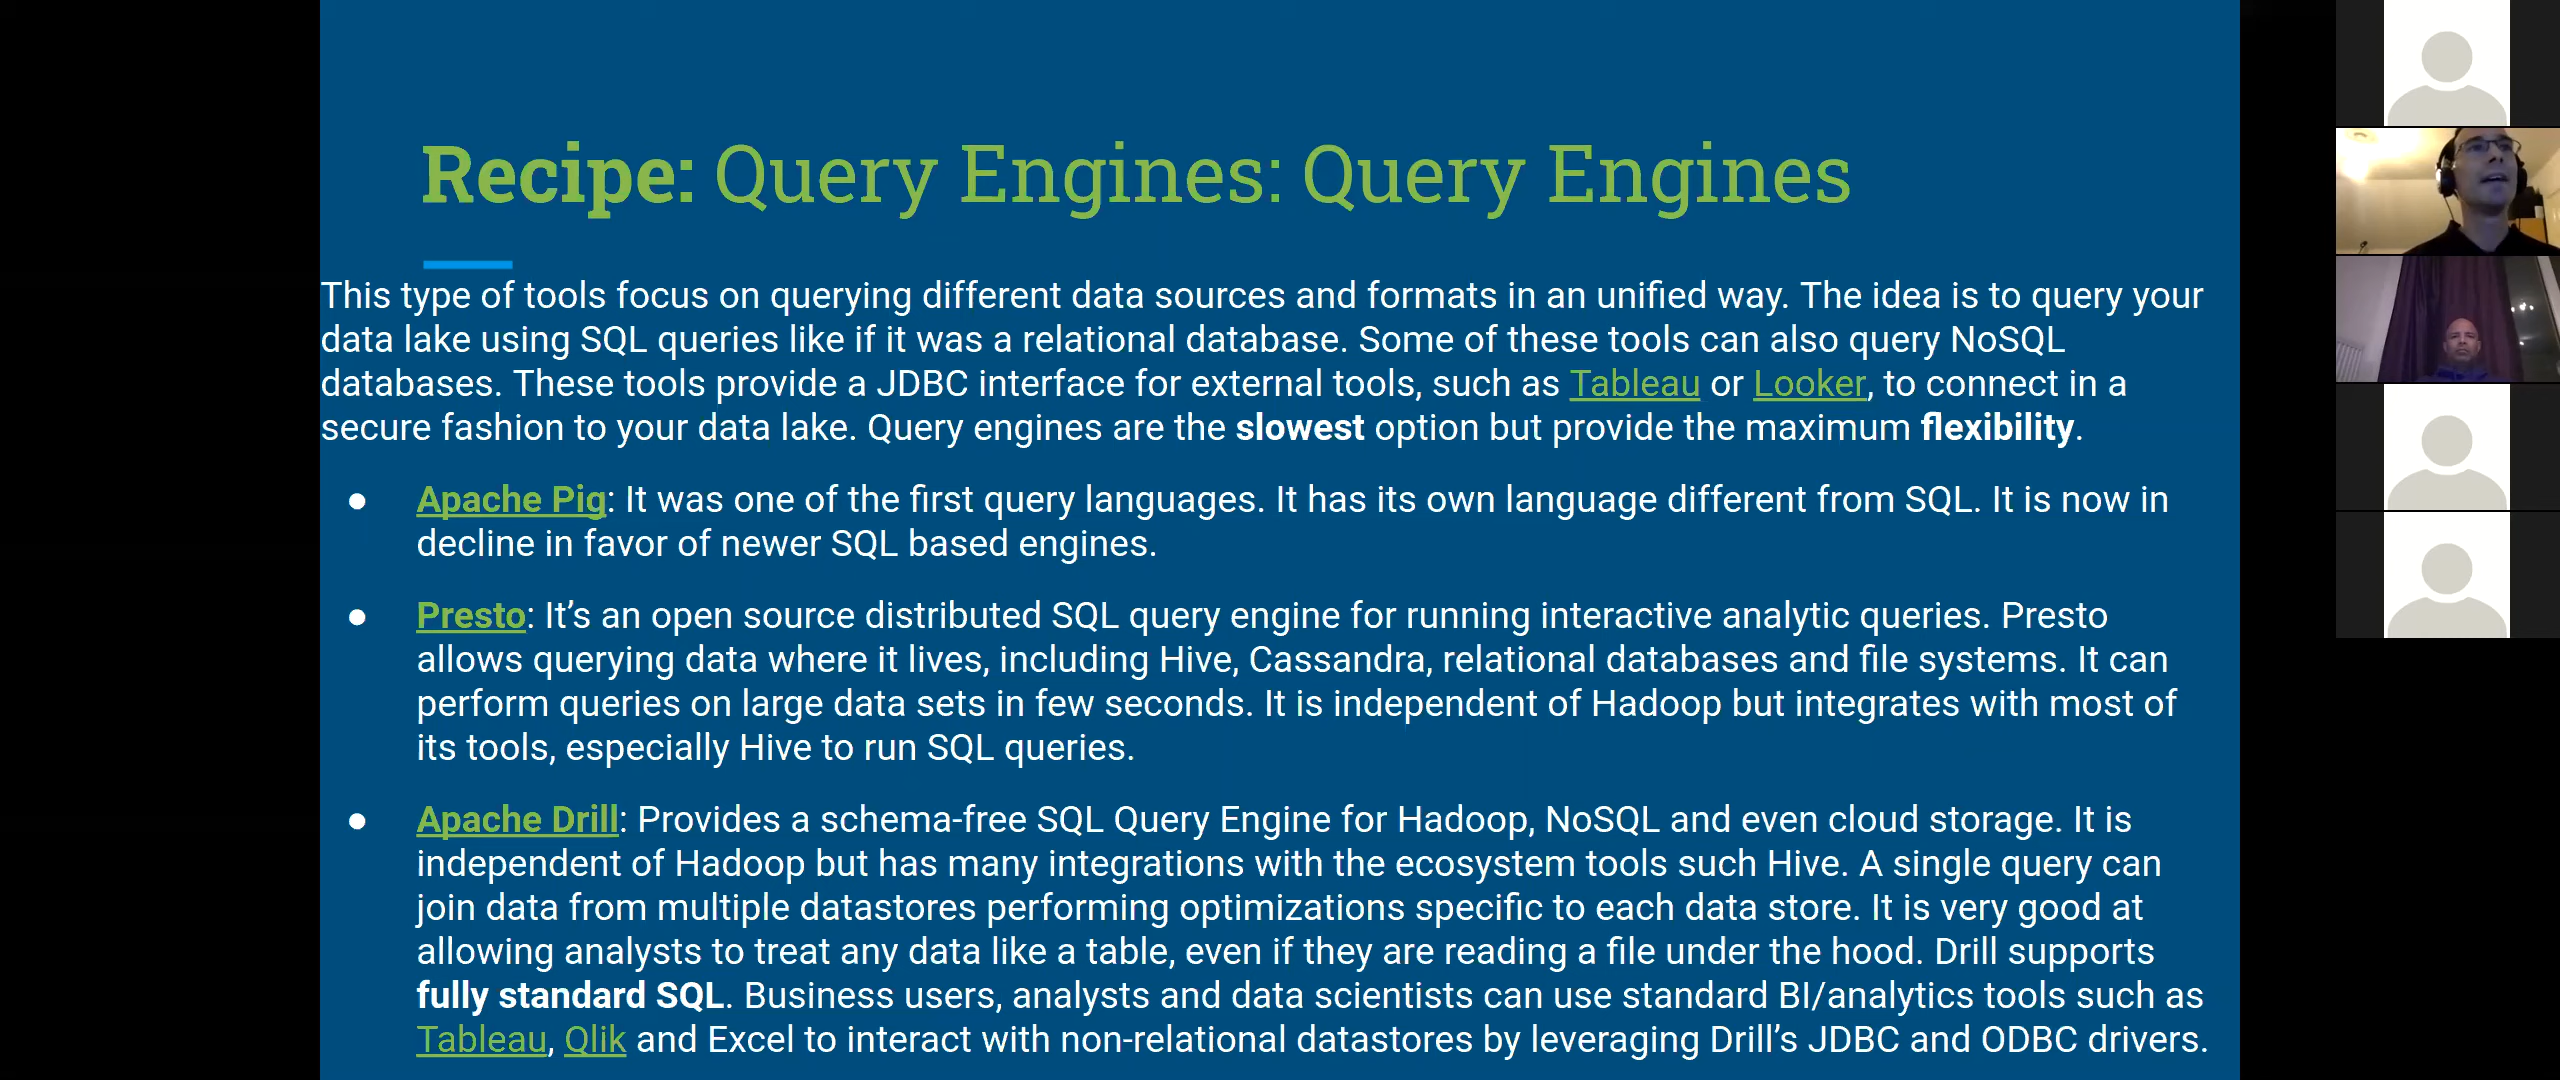 Recipe: Query Engines: Query Engines
This type of tools focus on querying different data sources and formats in an unified way. The idea is to query your
data lake using SQL queries like if it was a relational database. Some of these tools can also query NoSQL
databases. These tools provide a JDBC interface for external tools, such as Tableau or Looker, to connect in a
secure fashion to your data lake. Query engines are the slowest option but provide the maximum flexibility.
● Apache Pig: It was one of the first query languages. It has its own language different from SQL. It is now in
decline in favor of newer SQL based engines.
● Presto: It’s an open source distributed SQL query engine for running interactive analytic queries. Presto
allows querying data where it lives, including Hive, Cassandra, relational databases and file systems. It can
perform queries on large data sets in few seconds. It is independent of Hadoop but integrates with most of
its tools, especially Hive to run SQL queries.
● Apache Drill: Provides a schema-free SQL Query Engine for Hadoop, NoSQL and even cloud storage. It is
independent of Hadoop but has many integrations with the ecosystem tools such Hive. A single query can
join data from multiple datastores performing optimizations specific to each data store. It is very good at
allowing analysts to treat any data like a table, even if they are reading a file under the hood. Drill supports
fully standard SQL. Business users, analysts and data scientists can use standard BI/analytics tools such as
Tableau, Qlik and Excel to interact with non-relational datastores by leveraging Drill’s JDBC and ODBC drivers.